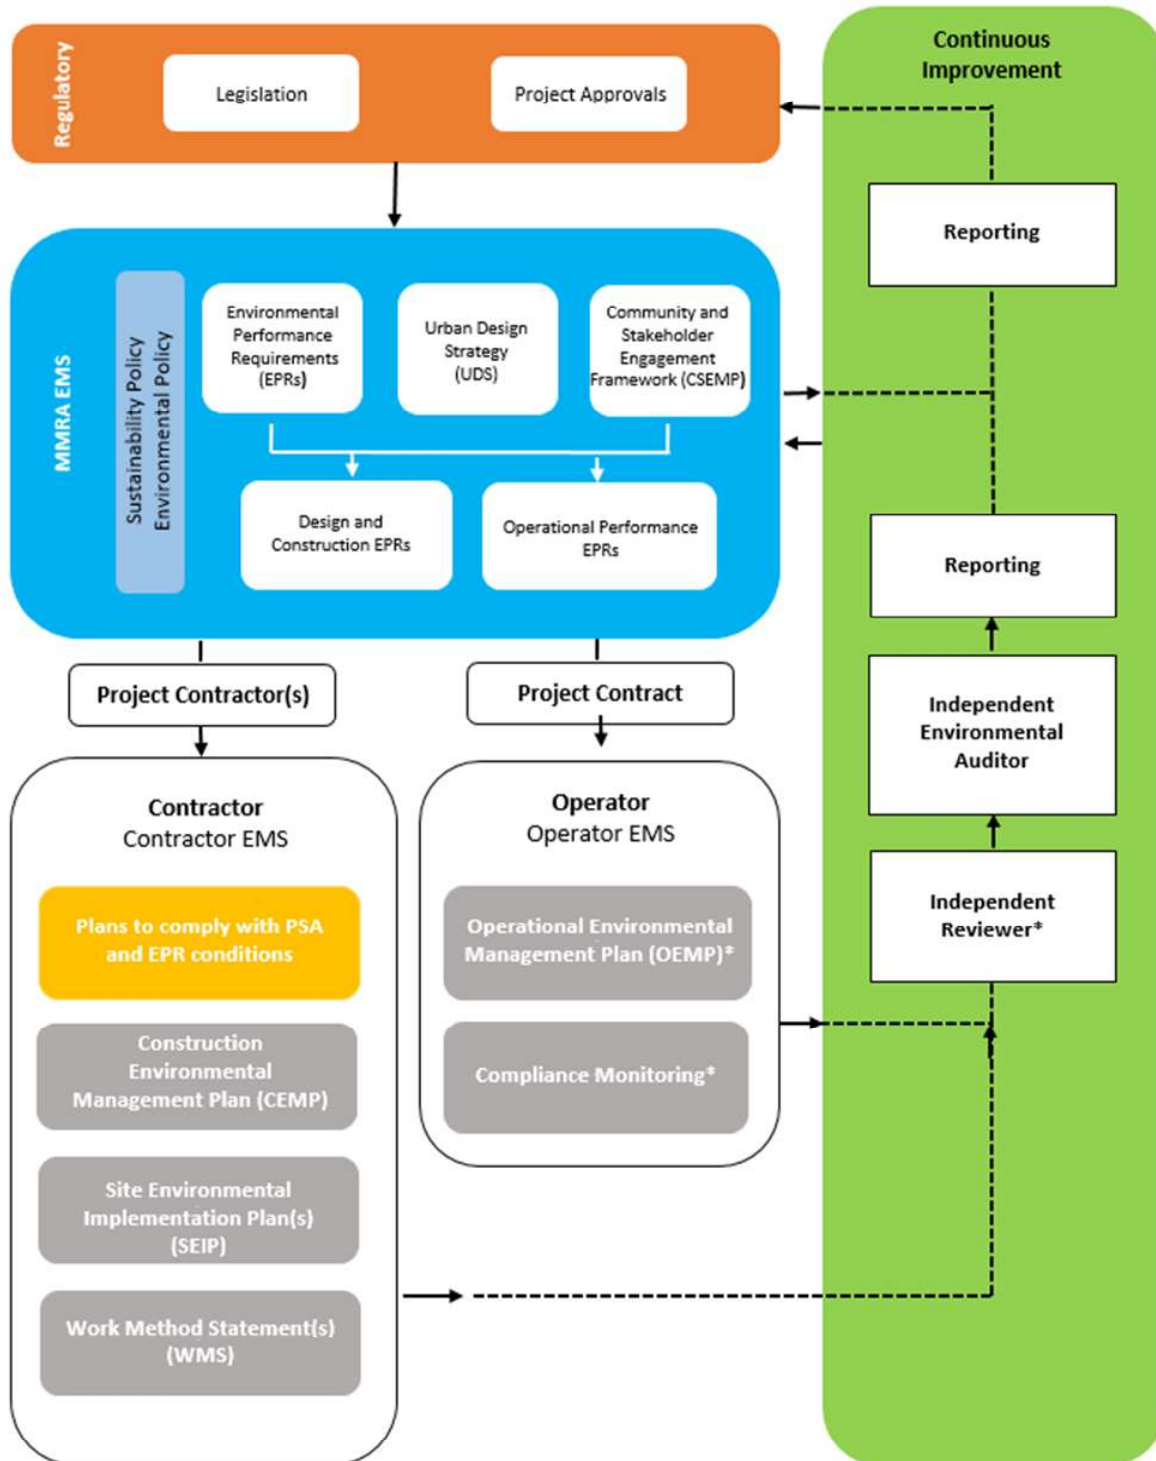 Regulatory
Legislation
Project Approvals
Continuous
Improvement
Reporting
MMRA EMS
Sustainability Policy
Environmental Policy
Environmental
Performance
Requirements
(EPRs)
Urban Design
Strategy
(UDS)
Community and
Stakeholder
Engagement
Framework (CSEMP)
Design and
Construction EPRs
Operational Performance
EPRs
Reporting
Independent
Environmental
Auditor
Independent
Reviewer*
Project Contractor(s)
Project Contract
Contractor
Contractor EMS
Plans to comply with PSA
and EPR conditions
Construction
Environmental
Management Plan (CEMP)
Site Environmental
Implementation Plan(s)
(SEIP)
Work Method Statement(s)
(WMS)
Operator
Operator EMS
Operational Environmental
Management Plan (OEMP)*
Compliance Monitoring*